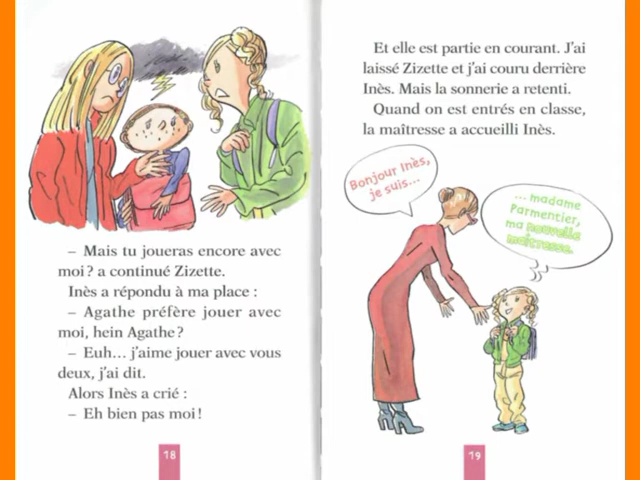 – Mais tu joueras encore avec
moi ? a continué Zizette.
Inès a répondu à ma place :
– Agathe préfère jouer avec
moi, hein Agathe ?
– Euh… j'aime jouer avec vous
deux, j'ai dit.
Alors Inès a crié :
– Eh bien pas moi !
18
Et elle est partie en courant. J'ai
laissé Zizette et j'ai couru derrière
Inès. Mais la sonnerie a retenti.
Quand on est entrés en classe,
la maîtresse a accueilli Inès.
Bonjour Inès,
je suis...
... madame
Parmentier,
ma nouvelle
maîtresse.
19